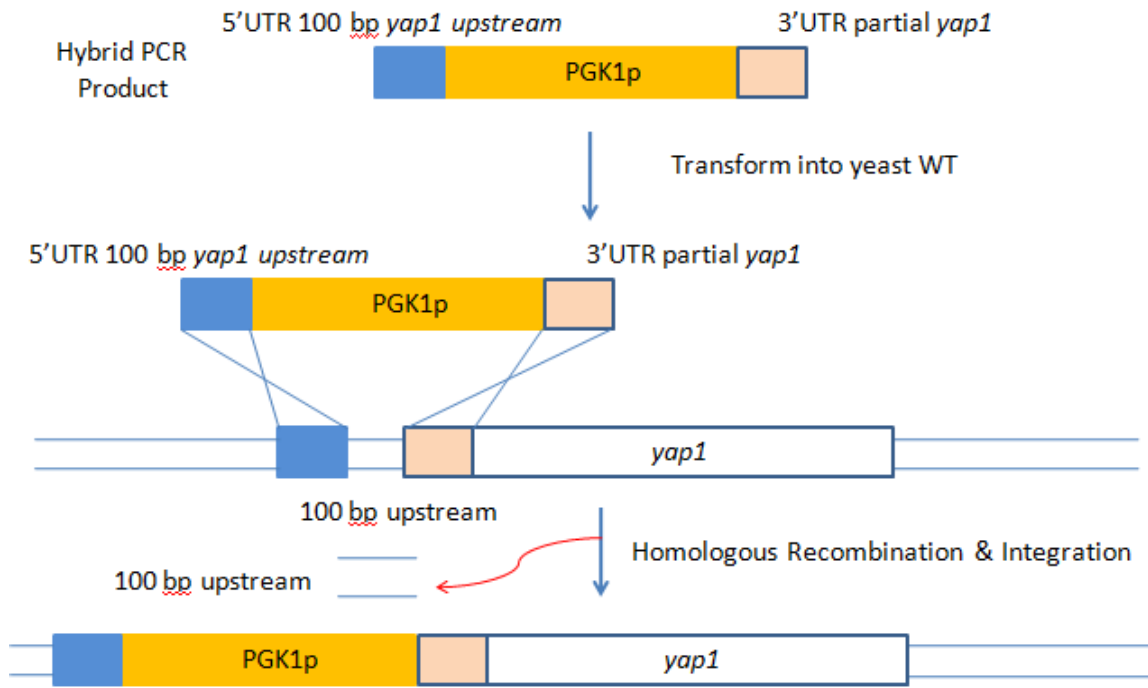 5'UTR 100 bp yap1 upstream
3'UTR partial yap1
Hybrid PCR
Product
PGK1p
Transform into yeast WT
5'UTR 100 bp yap1 upstream
3'UTR partial yap1
PGK1p
yap1
100 bp upstream
Homologous Recombination & Integration
100 bp upstream
PGK1p
yap1